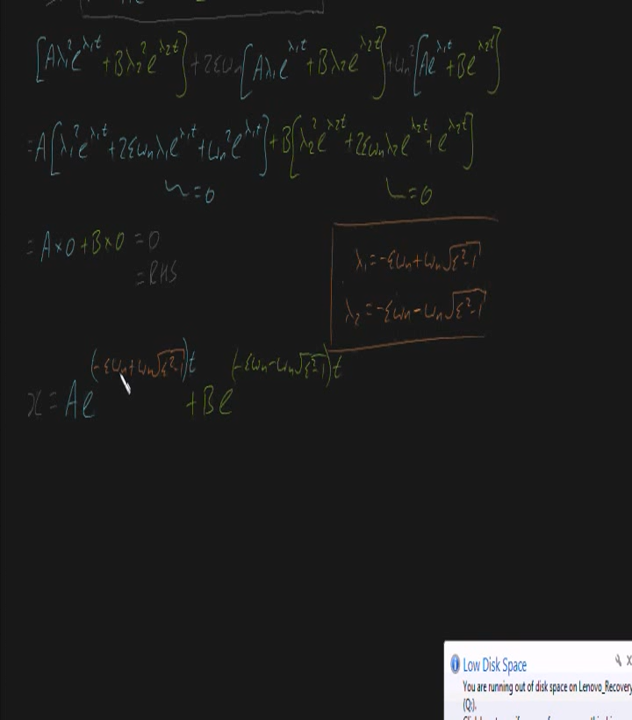 [Aλ₁²e^λ₁t + Bλ₂²e^λ₂t] + 2ξωn[Aλ₁e^λ₁t + Bλ₂e^λ₂t] + ωn²[Ae^λ₁t + Be^λ₂t]
= A[λ₁²e^λ₁t + 2ξωnλ₁e^λ₁t + ωn²e^λ₁t] + B[λ₂²e^λ₂t + 2ξωnλ₂e^λ₂t + e^λ₂t]
= 0
= 0
= A×0 + B×0 = 0
= RHS
λ₁ = -ξωn + ωn√(ξ²-1)
λ₂ = -ξωn - ωn√(ξ²-1)
x = Ae^(-ξωn+ωn√(ξ²-1))t + Be^(-ξωn-ωn√(ξ²-1))t
Low Disk Space
You are running out of disk space on Lenovo_Recovery
(Q:).